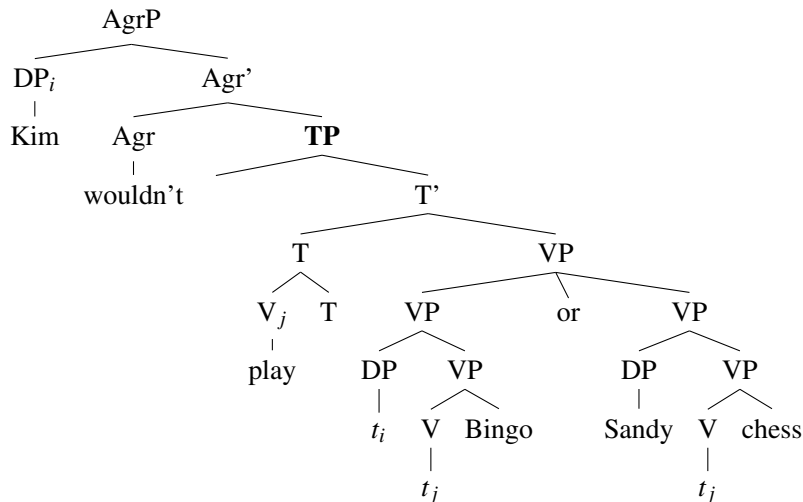 AgrP
DPi Agr’
Kim Agr TP
wouldn't T’
T VP
Vj T VP or VP
play DP VP DP VP
ti V Bingo Sandy V chess
tj tj